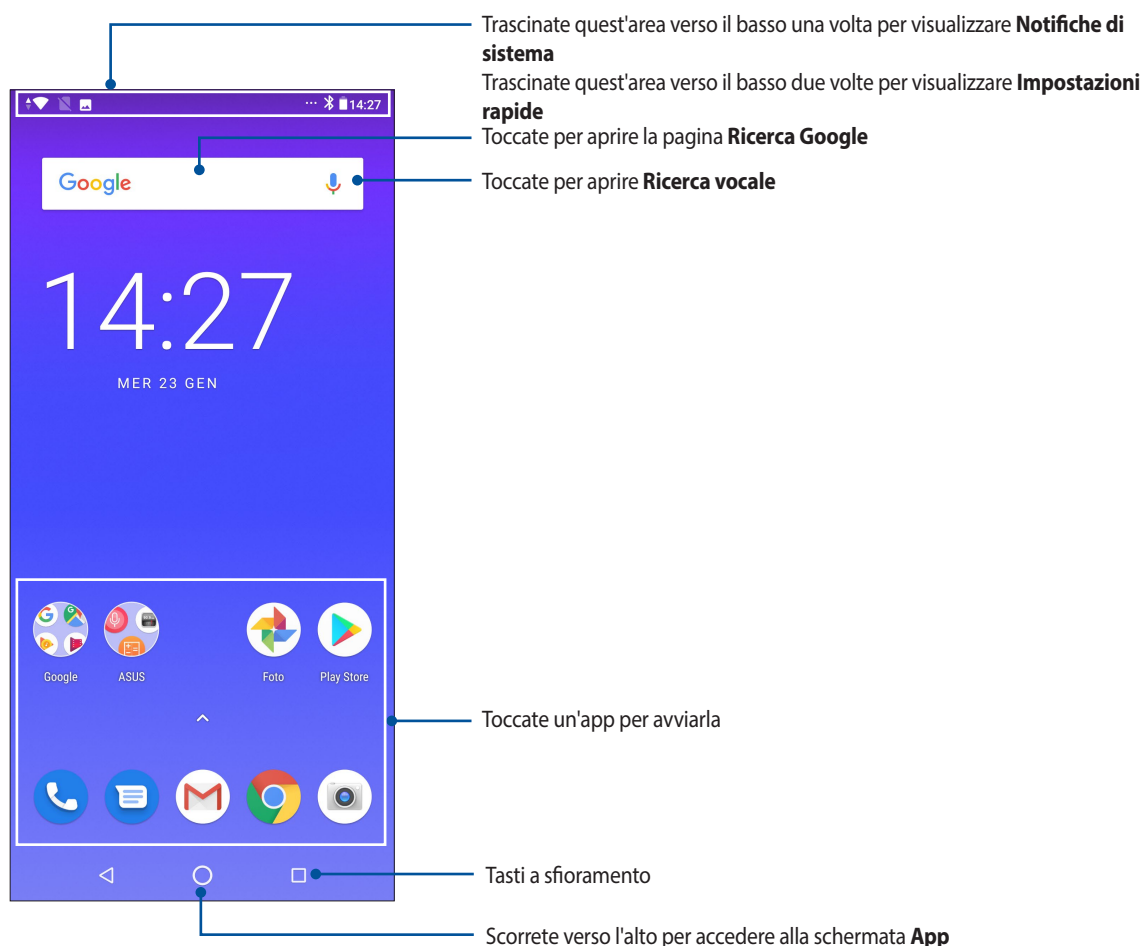 Trascinate quest'area verso il basso una volta per visualizzare Notifiche di
sistema
Trascinate quest'area verso il basso due volte per visualizzare Impostazioni
rapide
Toccate per aprire la pagina Ricerca Google
Toccate per aprire Ricerca vocale
14:27
Google
14:27
MER 23 GEN
Google ASUS Foto Play Store
Toccate un'app per avviarla
Tasti a sfioramento
Scorrete verso l'alto per accedere alla schermata App